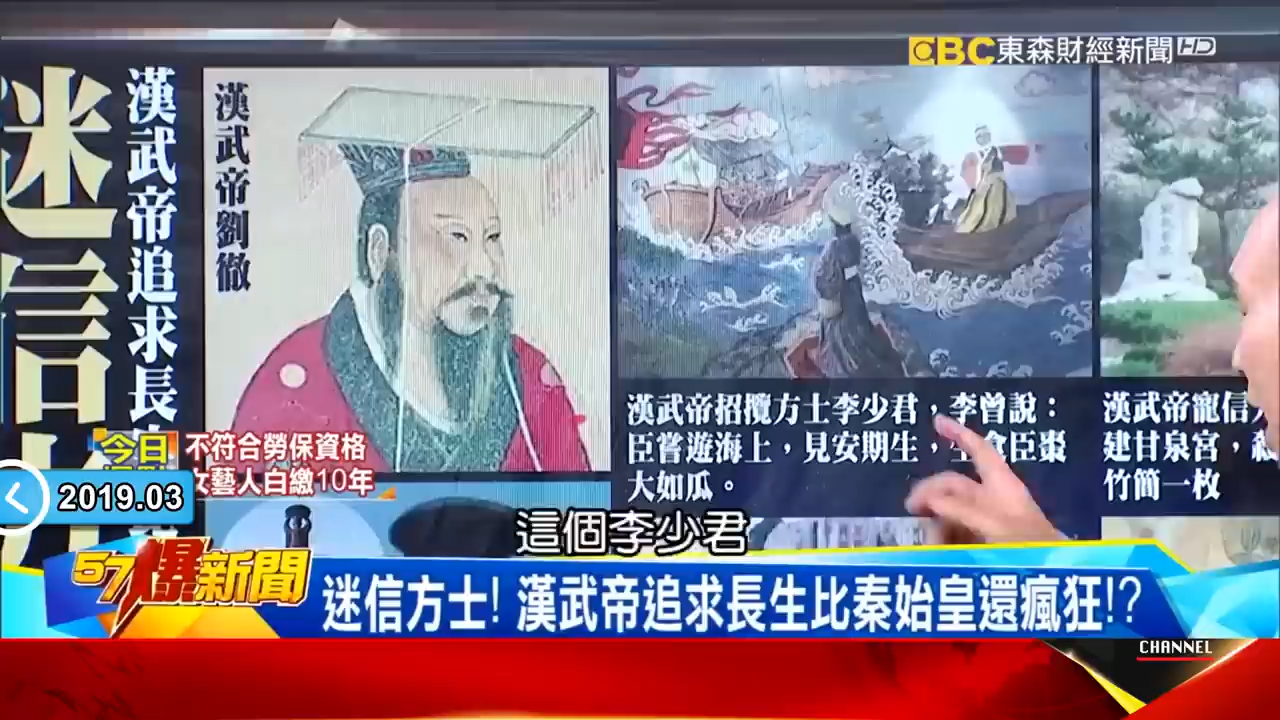 EBC東森財經新聞HD
迷信方
漢武帝追求長
漢武帝劉徹
漢武帝招攬方士李少君，李曾說：
臣嘗遊海上，見安期生，
臣棗
大如瓜。
漢武帝寵信
建甘泉宮，
竹簡一枚
今日
不符合勞保資格
女藝人白繳10年
2019.03
這個李少君
57爆新聞
迷信方士!漢武帝追求長生比秦始皇還瘋狂!?
CHANNEL